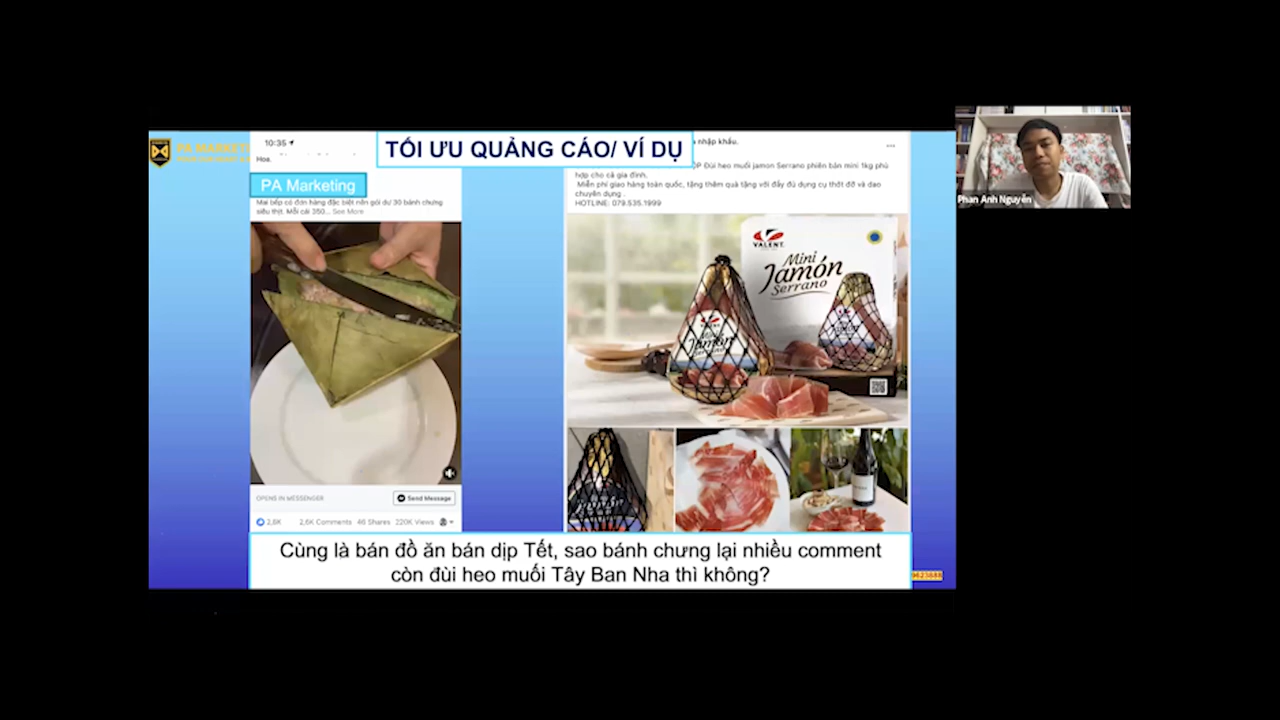 PA MARKETI
10:35
Hoa.
TỐI ƯU QUẢNG CÁO/ VÍ DỤ
PA Marketing
Mai bếp có đơn hàng đặc biệt nên gói dư 30 bánh chưng
siêu thịt. Mỗi cái 350... See More
OPENS IN MESSENGER
Send Message
2,6K Comments 46 Shares 220K Views
nhập khẩu.
Đùi heo muối jamon Serrano phiên bản mini 1kg phù
hợp cho cả gia đình.
Miễn phí giao hàng toàn quốc, tặng thêm quà tặng với đầy đủ dụng cụ thớt đỡ và dao
chuyên dụng .
HOTLINE: 079.535.1999
VALENT
Mini
Jamón
Serrano
Mini
Jamón
Cùng là bán đồ ăn bán dịp Tết, sao bánh chưng lại nhiều comment
còn đùi heo muối Tây Ban Nha thì không?
Phan Anh Nguyễn